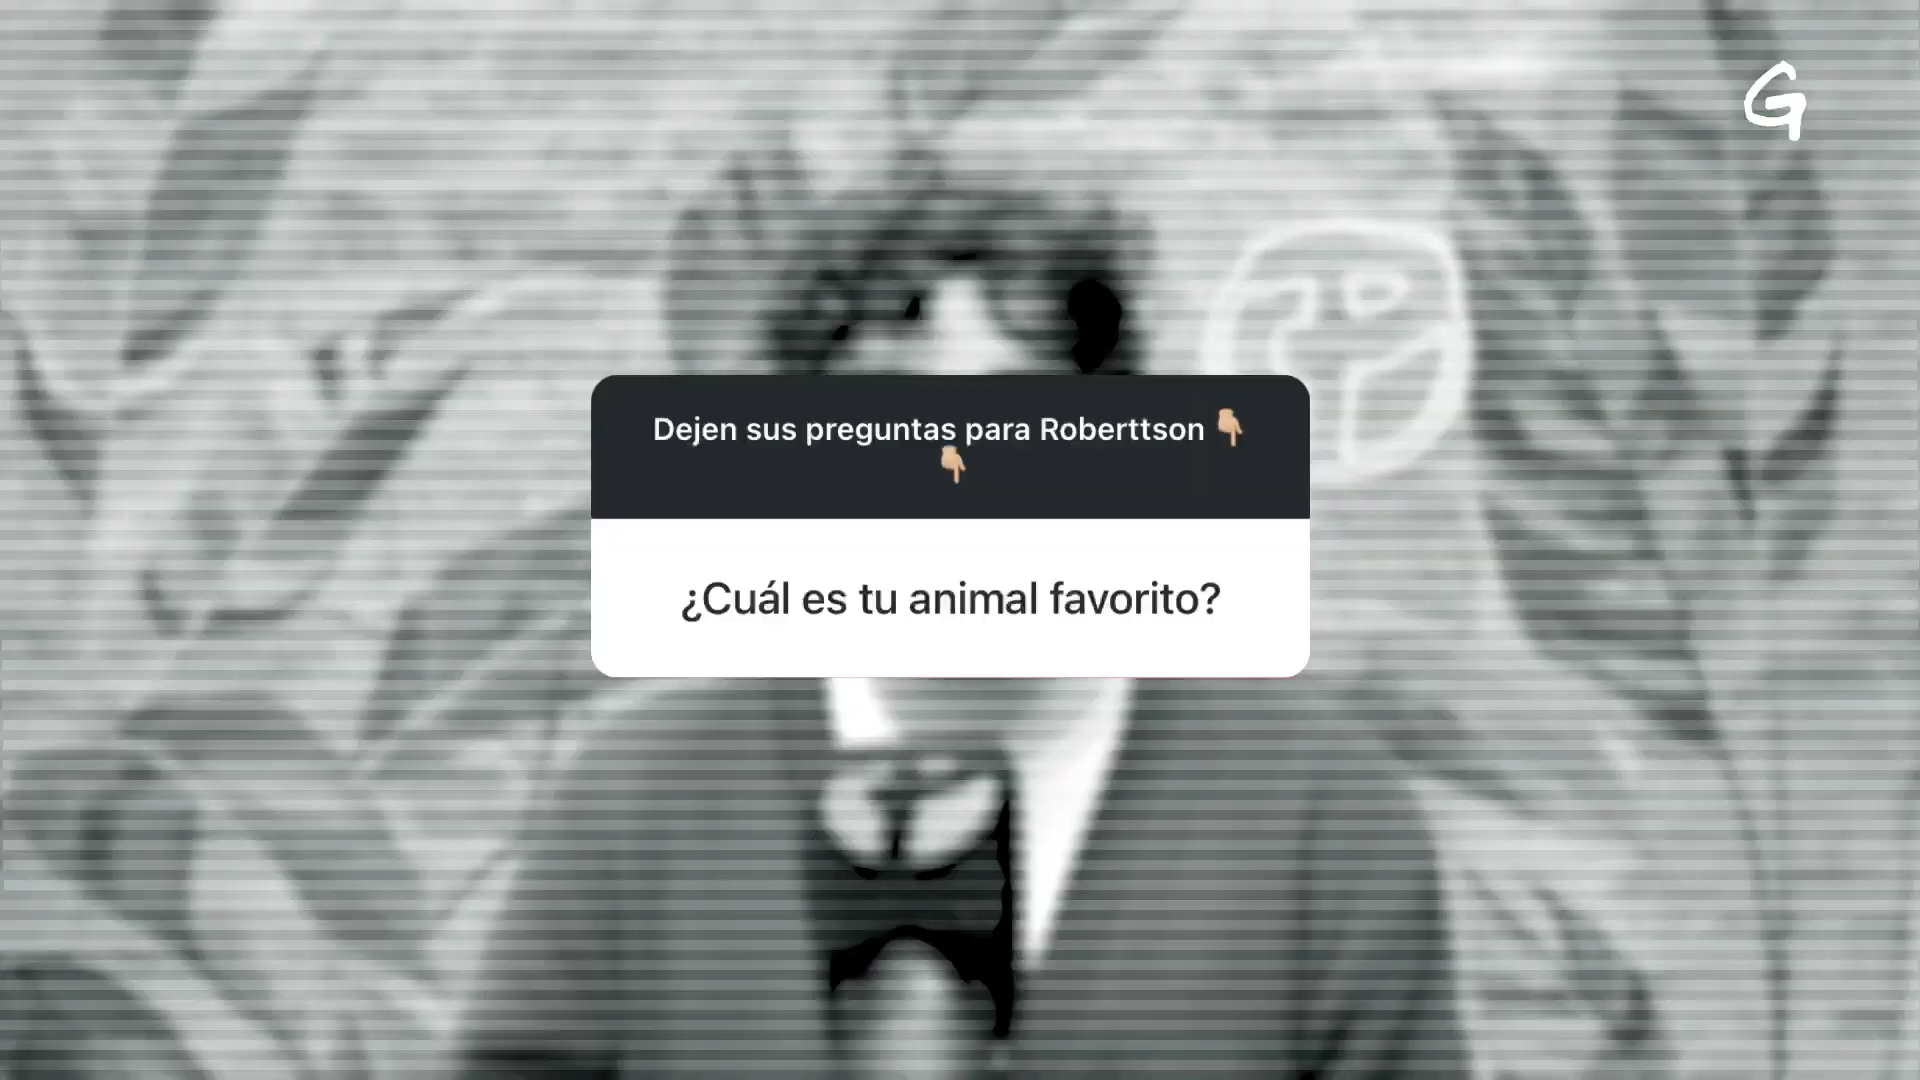 G
Dejen sus preguntas para Roberttson 👇🏼
👇🏼
¿Cuál es tu animal favorito?